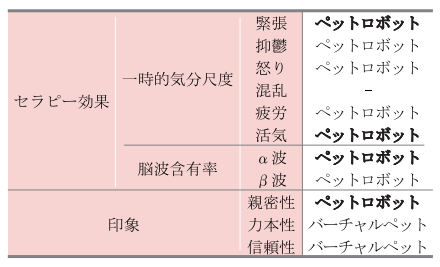 緊張 ペットロボット
抑鬱 ペットロボット
怒り ペットロボット
一時的気分尺度
混乱 –
セラピー効果
疲労 ペットロボット
活気 ペットロボット
α波 ペットロボット
脳波含有率
β波 ペットロボット
親密性 ペットロボット
印象 力本性 バーチャルペット
信頼性 バーチャルペット